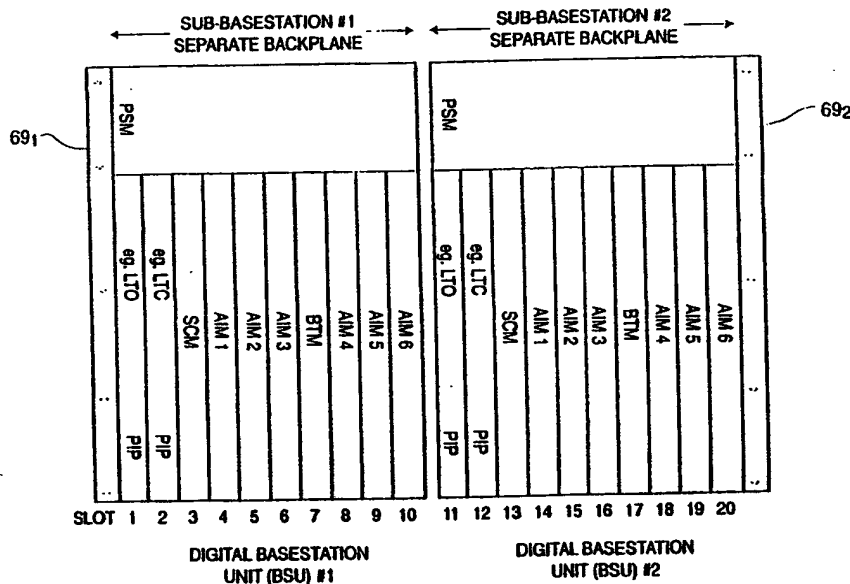 SUB-BASESTATION #1
SEPARATE BACKPLANE
SUB-BASESTATION #2
SEPARATE BACKPLANE
69₁
69₂
PSM
PSM
eg. LTO
eg. LTC
SCM
AIM 1
AIM 2
AIM 3
BTM
AIM 4
AIM 5
AIM 6
PIP
PIP
eg. LTO
eg. LTC
SCM
AIM 1
AIM 2
AIM 3
BTM
AIM 4
AIM 5
AIM 6
PIP
PIP
SLOT 1 2 3 4 5 6 7 8 9 10 11 12 13 14 15 16 17 18 19 20
DIGITAL BASESTATION
UNIT (BSU) #1
DIGITAL BASESTATION
UNIT (BSU) #2